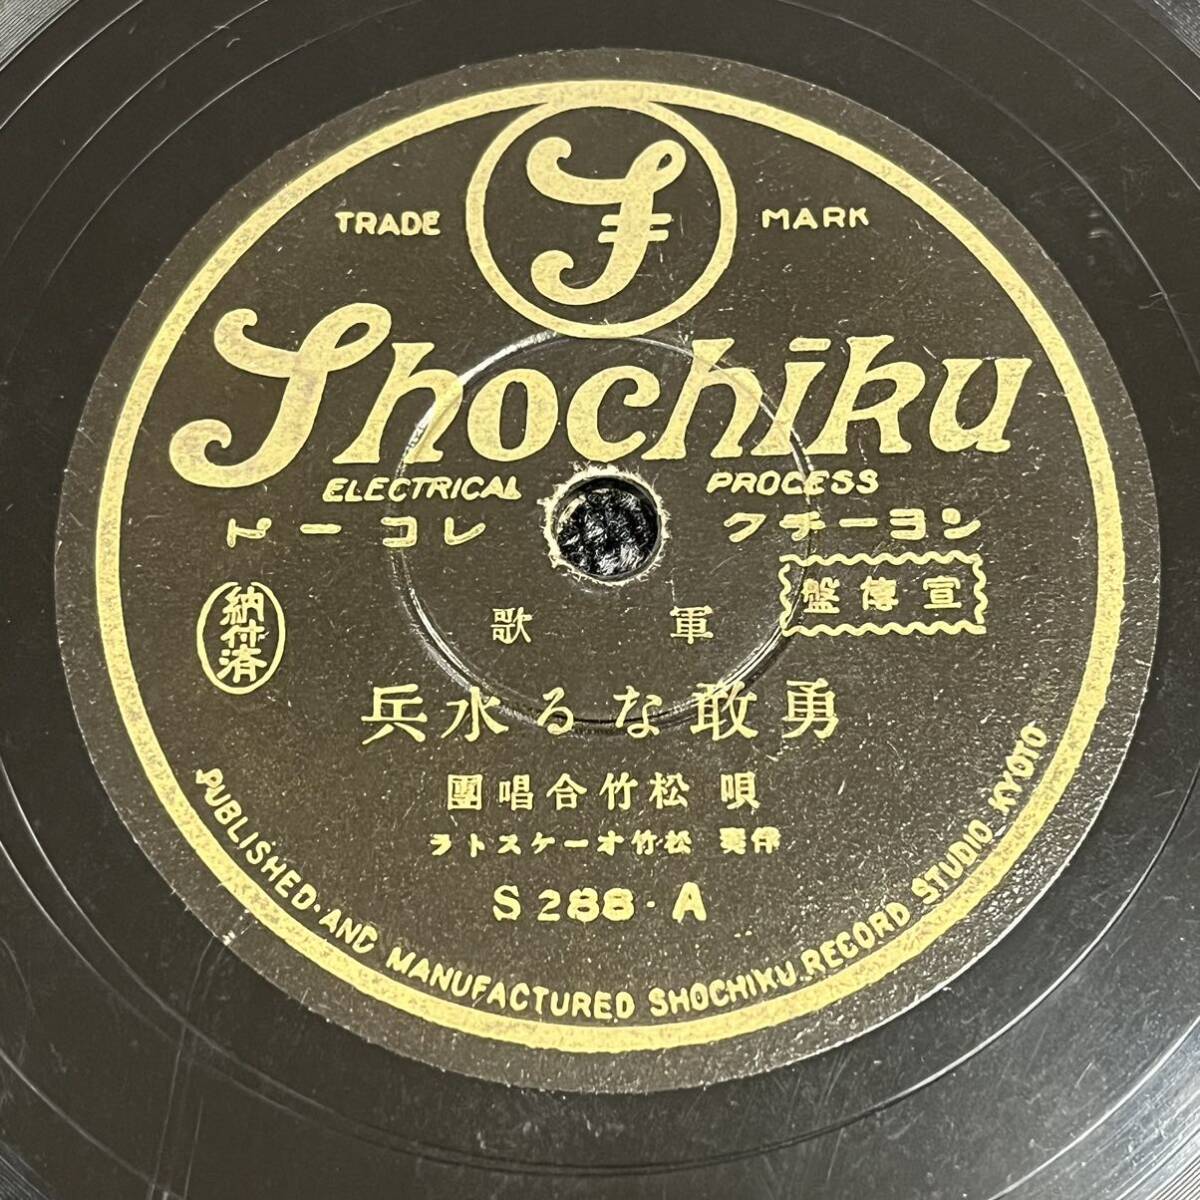 TRADE MARK
Shochiku
ELECTRICAL PROCESS
ショーチク レコード
宣傳盤
納付済
軍歌
勇敢なる水兵
唄 松竹合唱團
伴奏 松竹オーケストラ
S 288・A
PUBLISHED・AND MANUFACTURED SHOCHIKU.RECORD STUDIO KYOTO